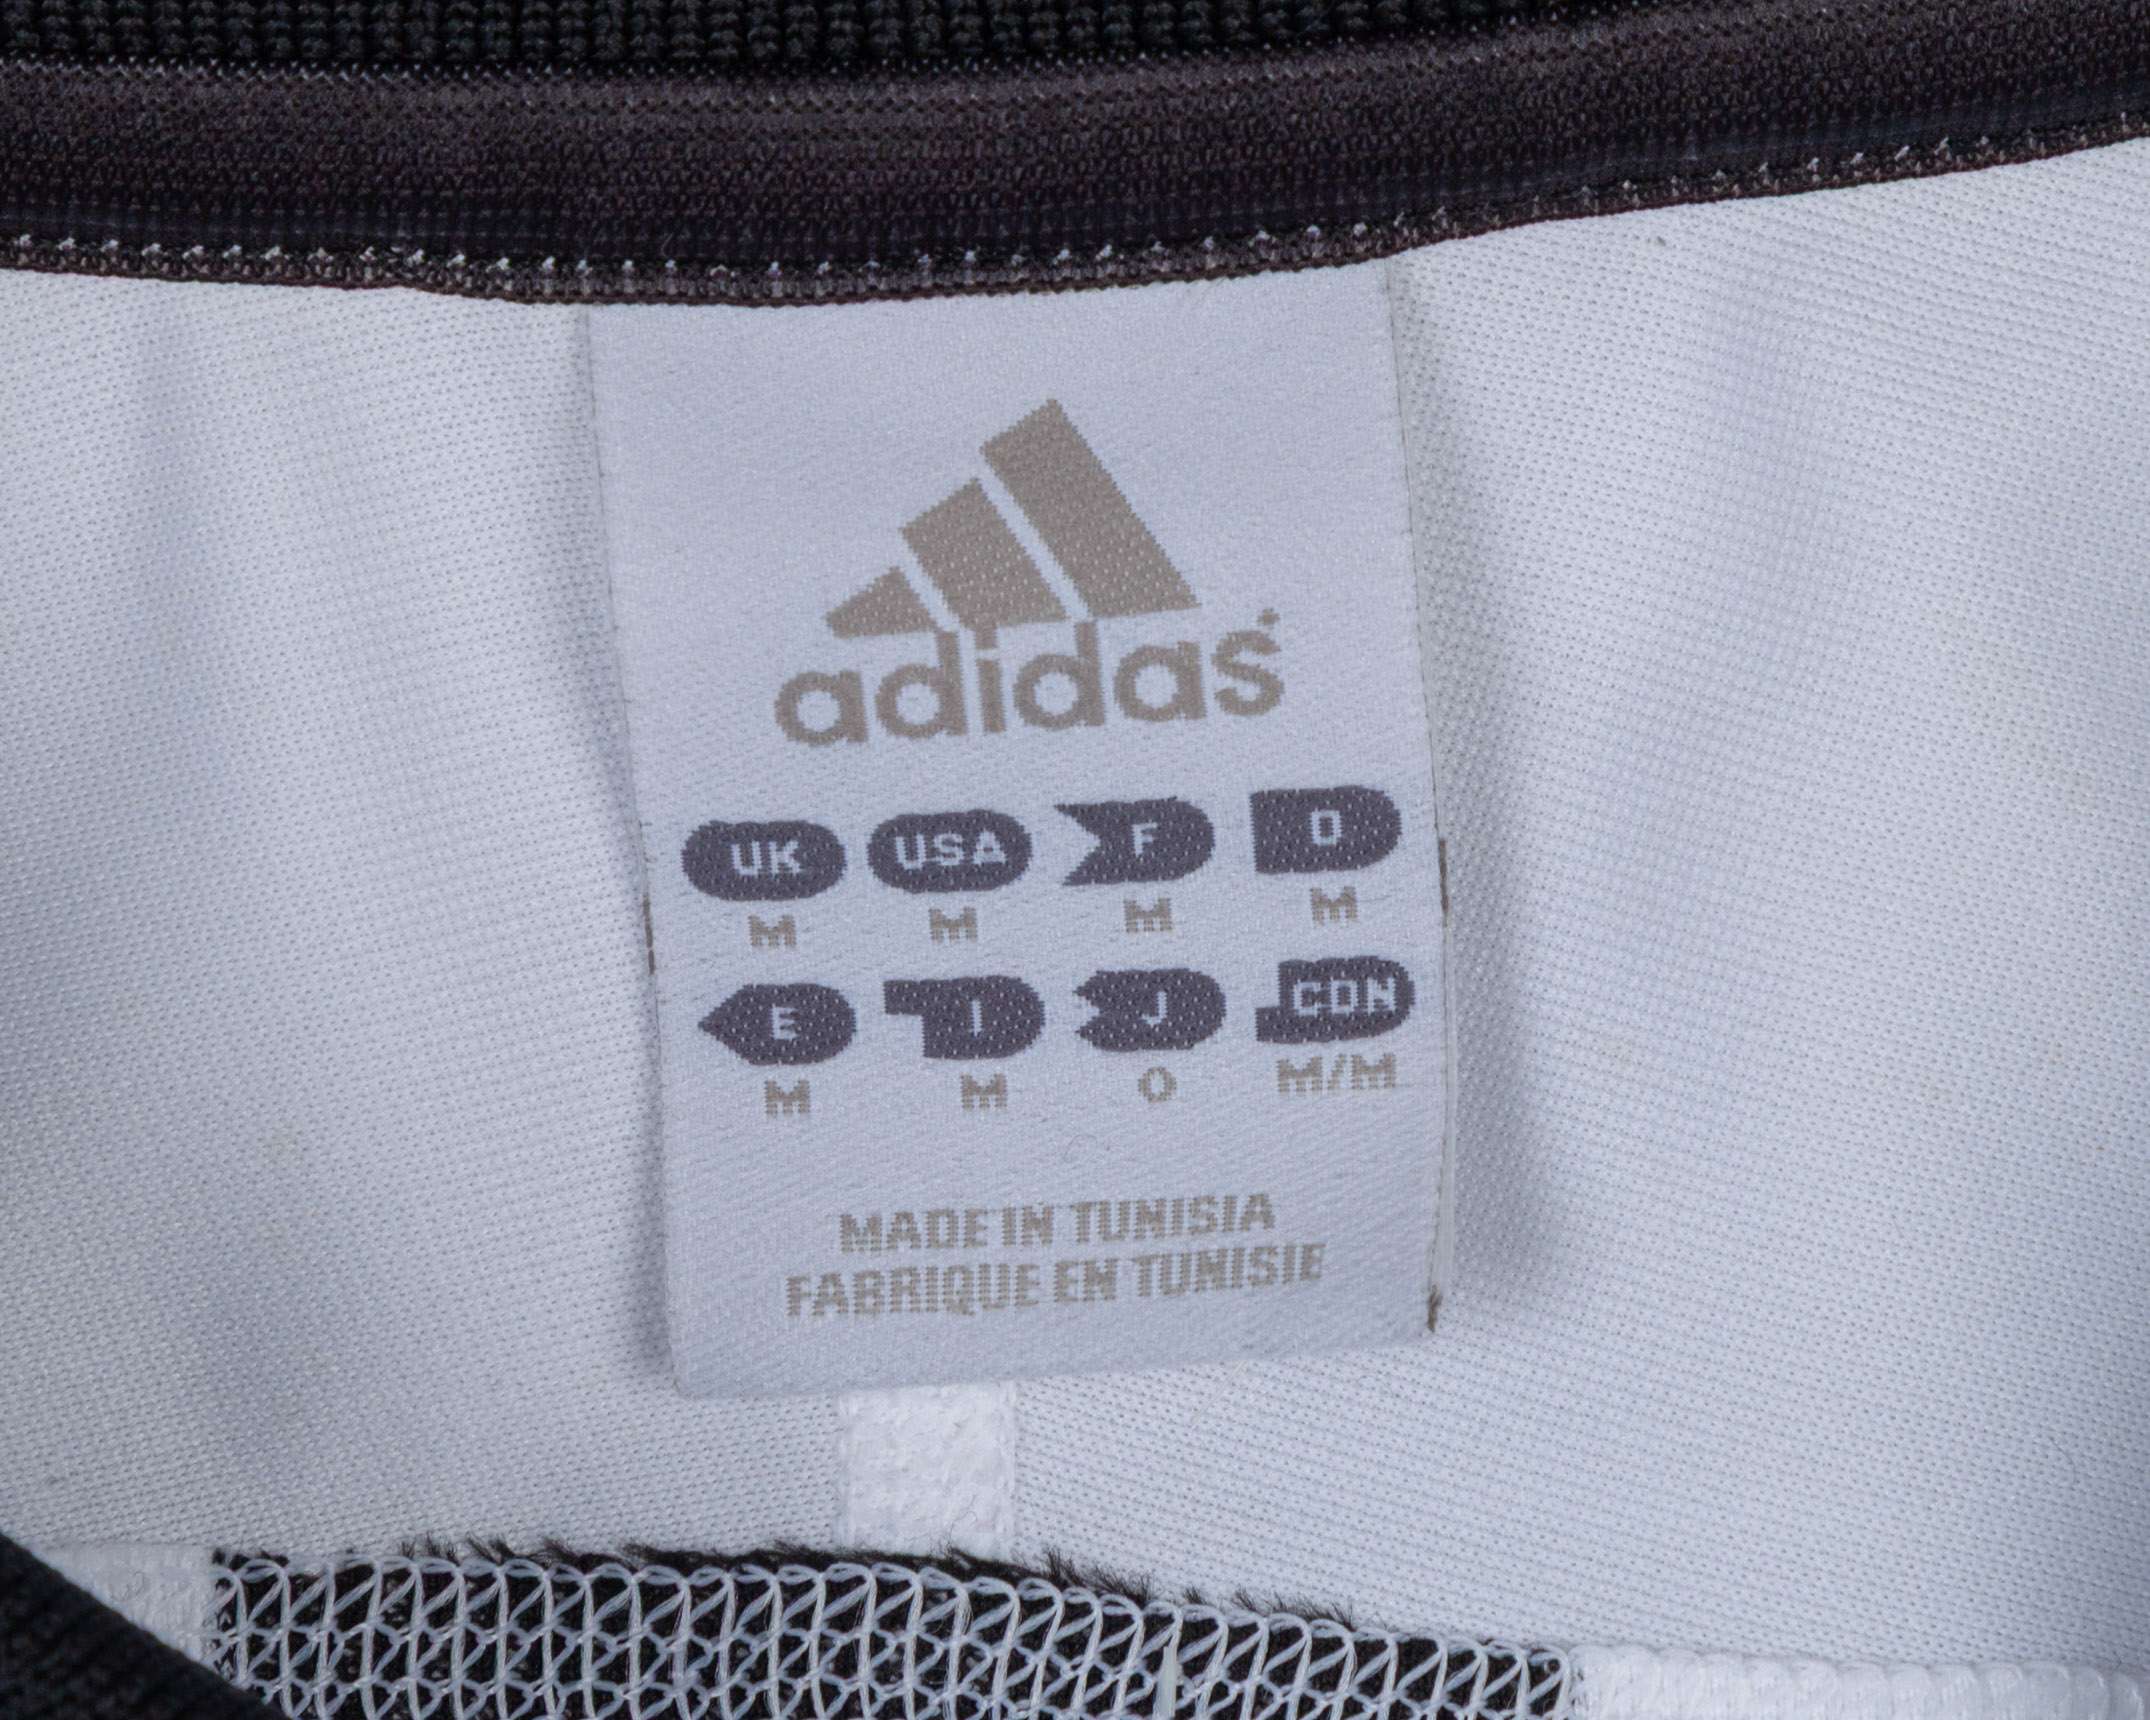 adidas
UK USA F D
M M M M
E I J CDN
M M O M/M
MADE IN TUNISIA
FABRIQUE EN TUNISIE